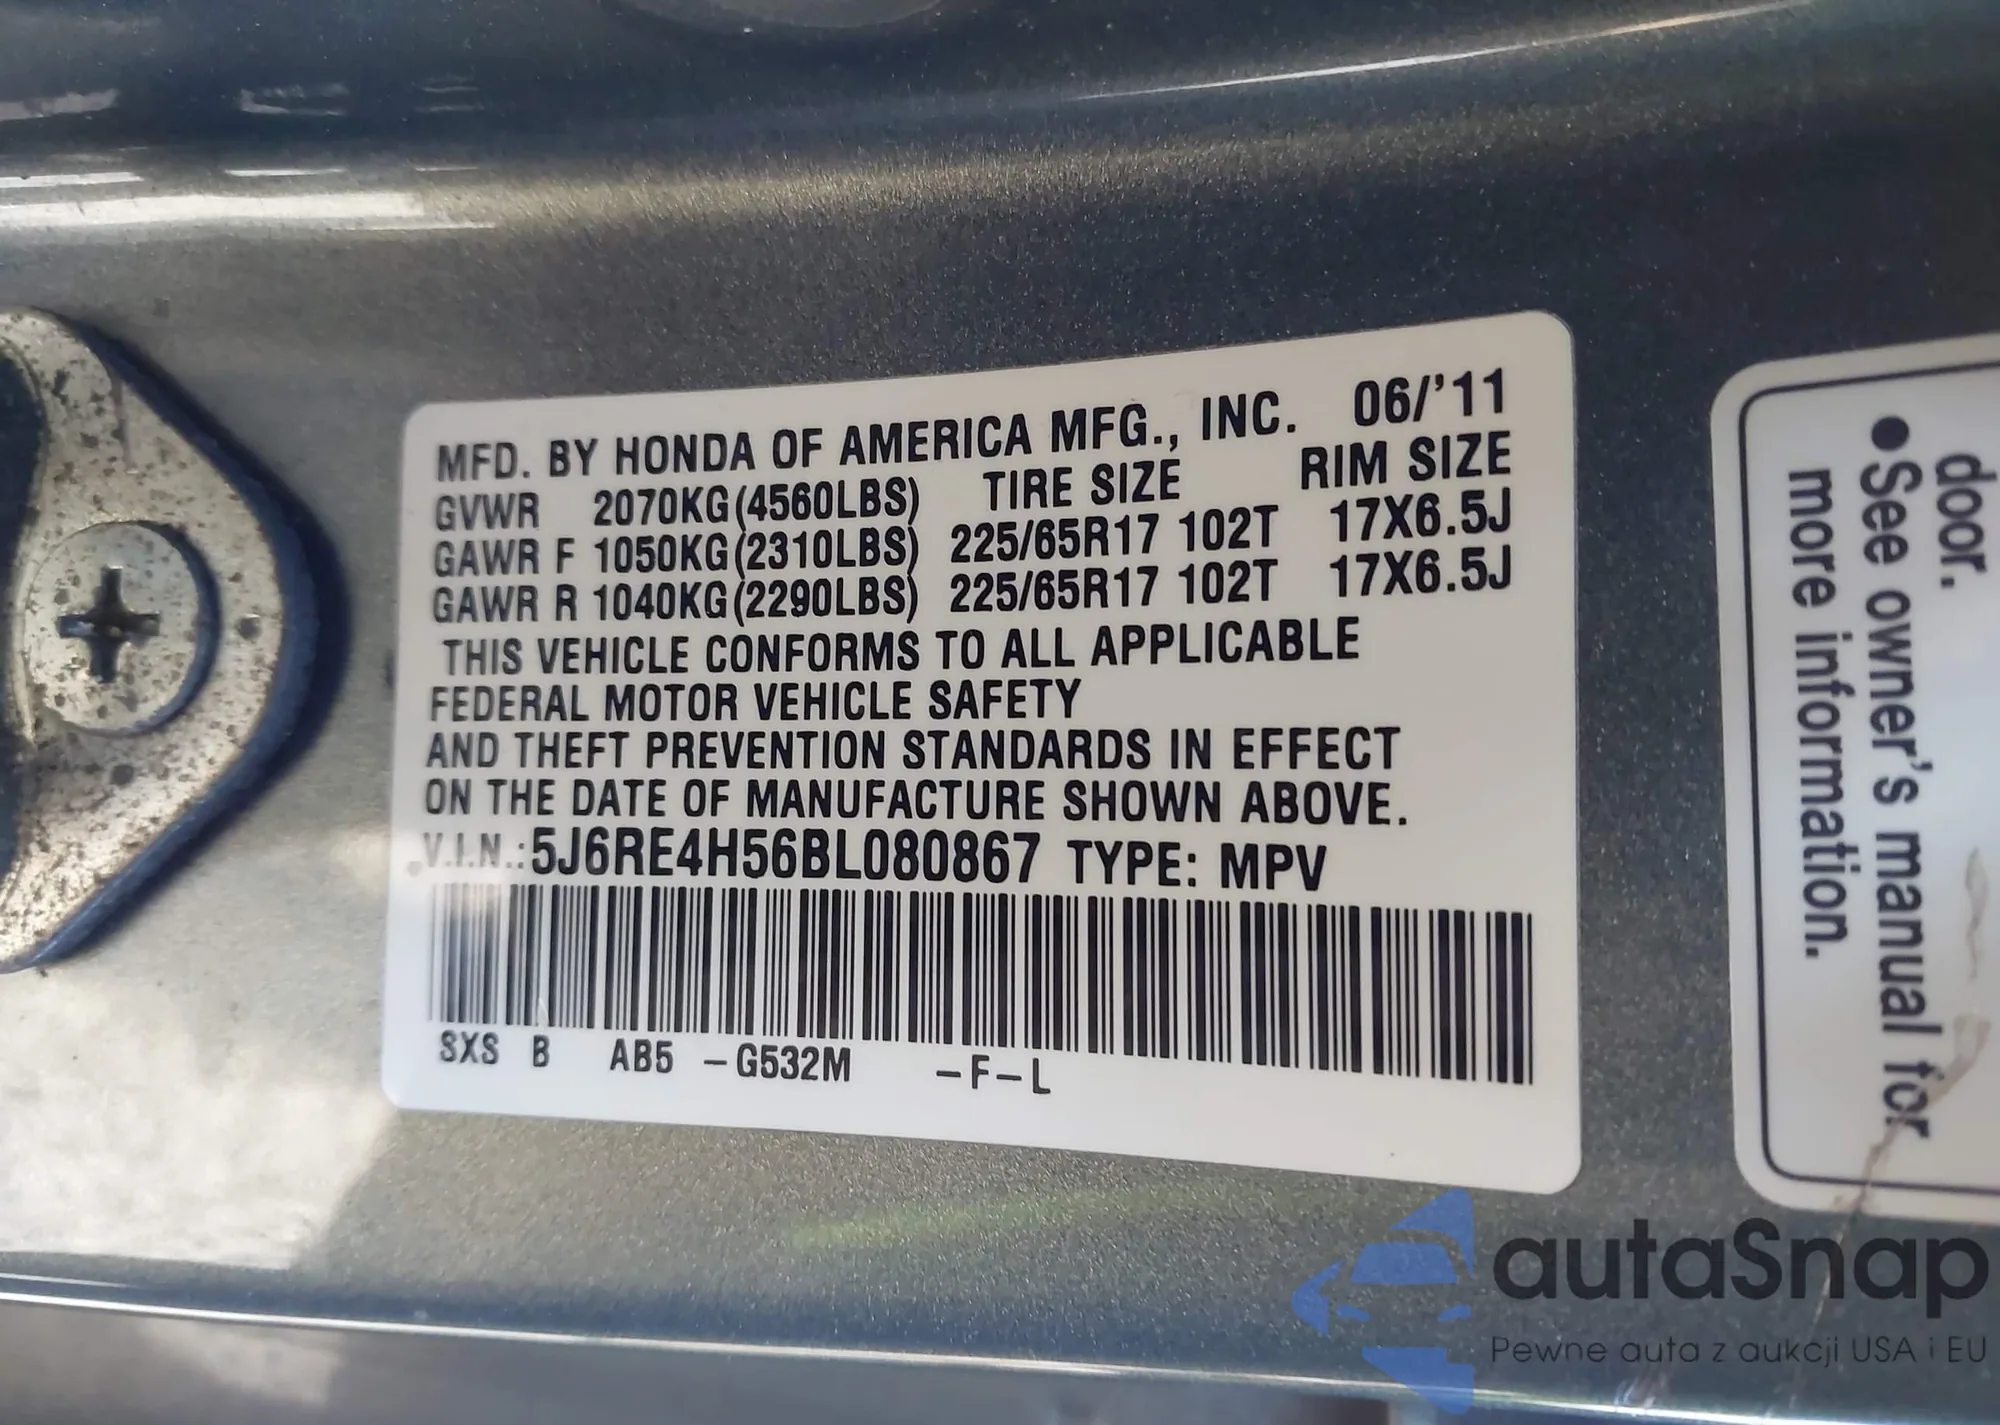 MFD. BY HONDA OF AMERICA MFG., INC. 06/'11
GVWR 2070KG(4560LBS) TIRE SIZE RIM SIZE
GAWR F 1050KG(2310LBS) 225/65R17 102T 17X6.5J
GAWR R 1040KG(2290LBS) 225/65R17 102T 17X6.5J
THIS VEHICLE CONFORMS TO ALL APPLICABLE
FEDERAL MOTOR VEHICLE SAFETY
AND THEFT PREVENTION STANDARDS IN EFFECT
ON THE DATE OF MANUFACTURE SHOWN ABOVE.
V.I.N.:5J6RE4H56BL080867 TYPE: MPV
SXS B AB5 -G532M -F-L
door.
●See owner's manual for
more information.
autaSnap
Pewne auta z aukcji USA i EU